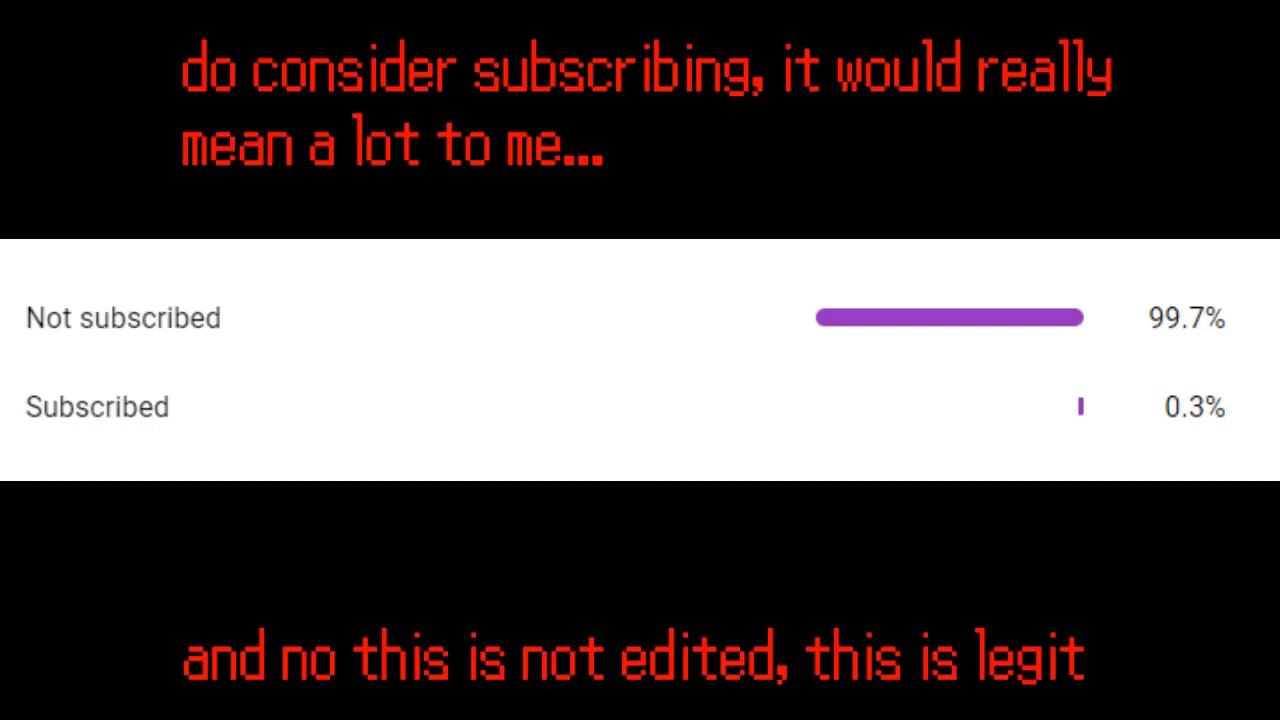 do consider subscribing, it would really
mean a lot to me...
Not subscribed 99.7%
Subscribed 0.3%
and no this is not edited, this is legit